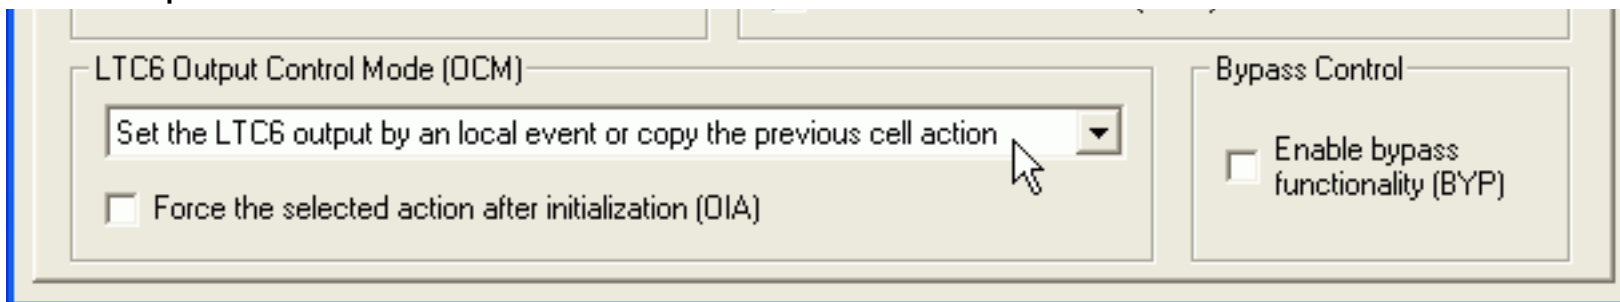 LTC6 Output Control Mode (OCM)
Set the LTC6 output by an local event or copy the previous cell action
Force the selected action after initialization (OIA)
Bypass Control
Enable bypass
functionality (BYP)